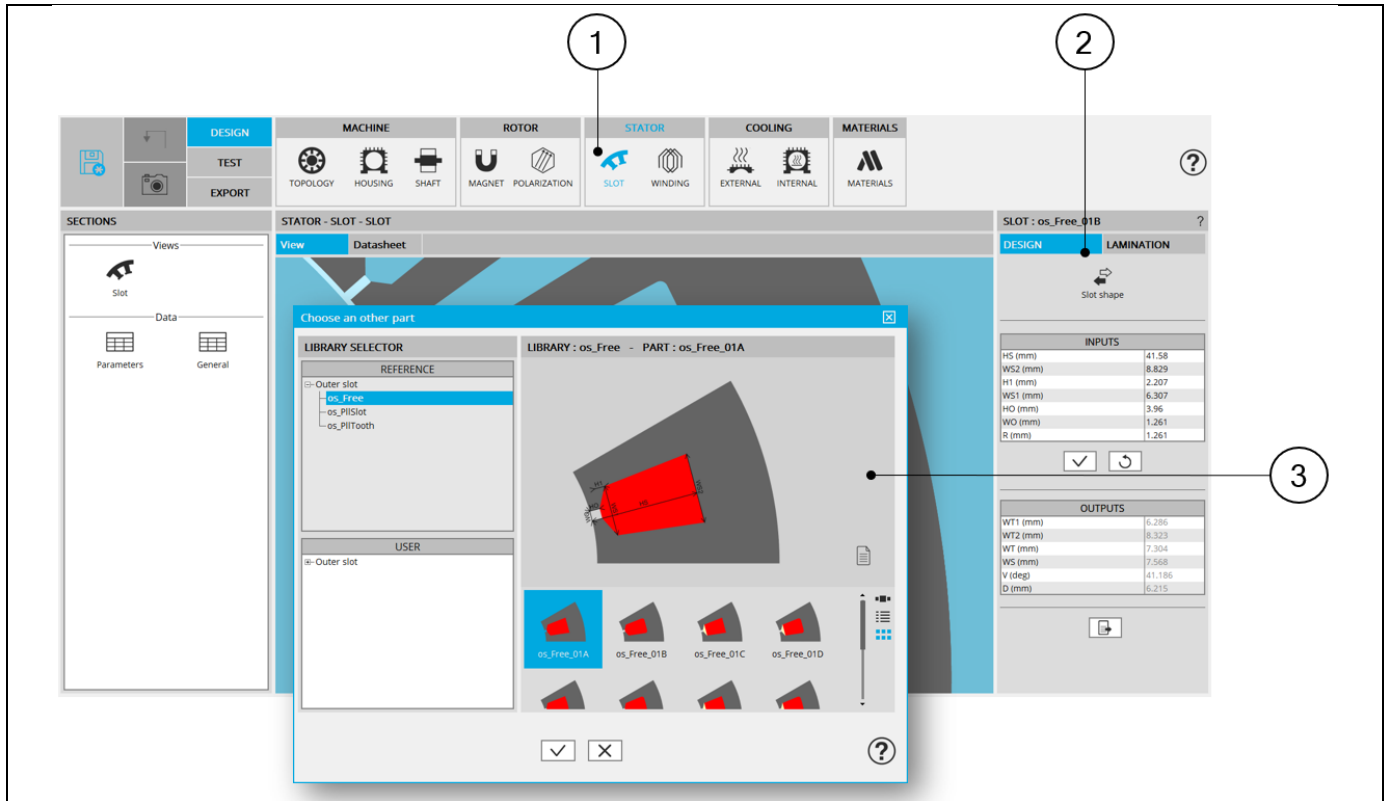 1
2
DESIGN
TEST
EXPORT
MACHINE
TOPOLOGY HOUSING SHAFT
ROTOR
MAGNET POLARIZATION
STATOR
SLOT WINDING
COOLING
EXTERNAL INTERNAL
MATERIALS
MATERIALS
?
SECTIONS
Views
Slot
Data
Parameters General
STATOR - SLOT - SLOT
View Datasheet
Choose an other part
LIBRARY SELECTOR
REFERENCE
Outer slot
os_Free
os_PllSlot
os_PllTooth
USER
Outer slot
LIBRARY : os_Free - PART : os_Free_01A
H1
HO
WS1
HS
WS2
os_Free_01A os_Free_01B os_Free_01C os_Free_01D
?
SLOT : os_Free_01B ?
DESIGN LAMINATION
Slot shape
INPUTS
HS (mm) 41.58
WS2 (mm) 8.829
H1 (mm) 2.207
WS1 (mm) 6.307
HO (mm) 3.96
WO (mm) 1.261
R (mm) 1.261
3
OUTPUTS
WT1 (mm) 6.286
WT2 (mm) 8.323
WT (mm) 7.304
WS (mm) 7.568
V (deg) 41.186
D (mm) 6.215